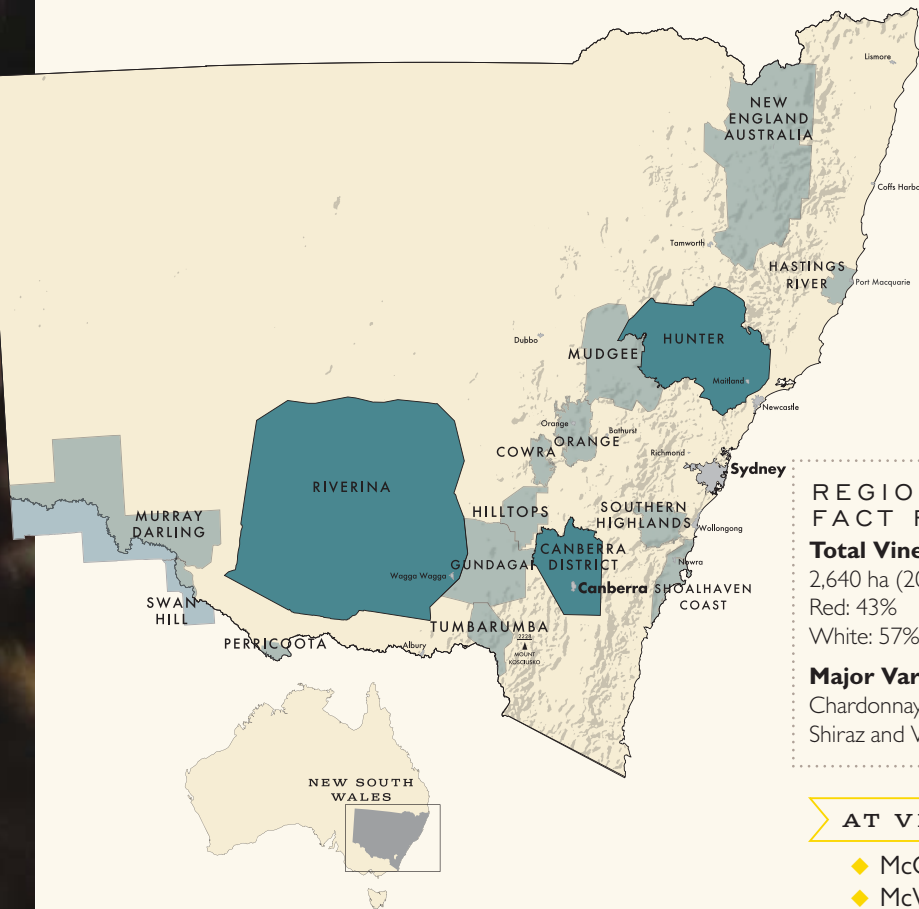 Lismore
NEW
ENGLAND
AUSTRALIA
Coffs Harbo
Tamworth
HASTINGS
RIVER
Port Macquarie
Dubbo
MUDGEE
HUNTER
Maitland
Newcastle
Orange
ORANGE
Bathurst
COWRA
Richmond
Sydney
RIVERINA
HILLTOPS
SOUTHERN
HIGHLANDS
Wollongong
MURRAY
DARLING
CANBERRA
DISTRICT
GUNDAGAI
Wagga Wagga
Nowra
Canberra
SHOALHAVEN
COAST
SWAN
HILL
TUMBARUMBA
2228
MOUNT
KOSCIUSKO
PERRICOOTA
Albury
NEW SOUTH
WALES
REGIO
FACT F
Total Vine
2,640 ha (20
Red: 43%
White: 57%
Major Var
Chardonnay
Shiraz and V
AT VI
McG
McV